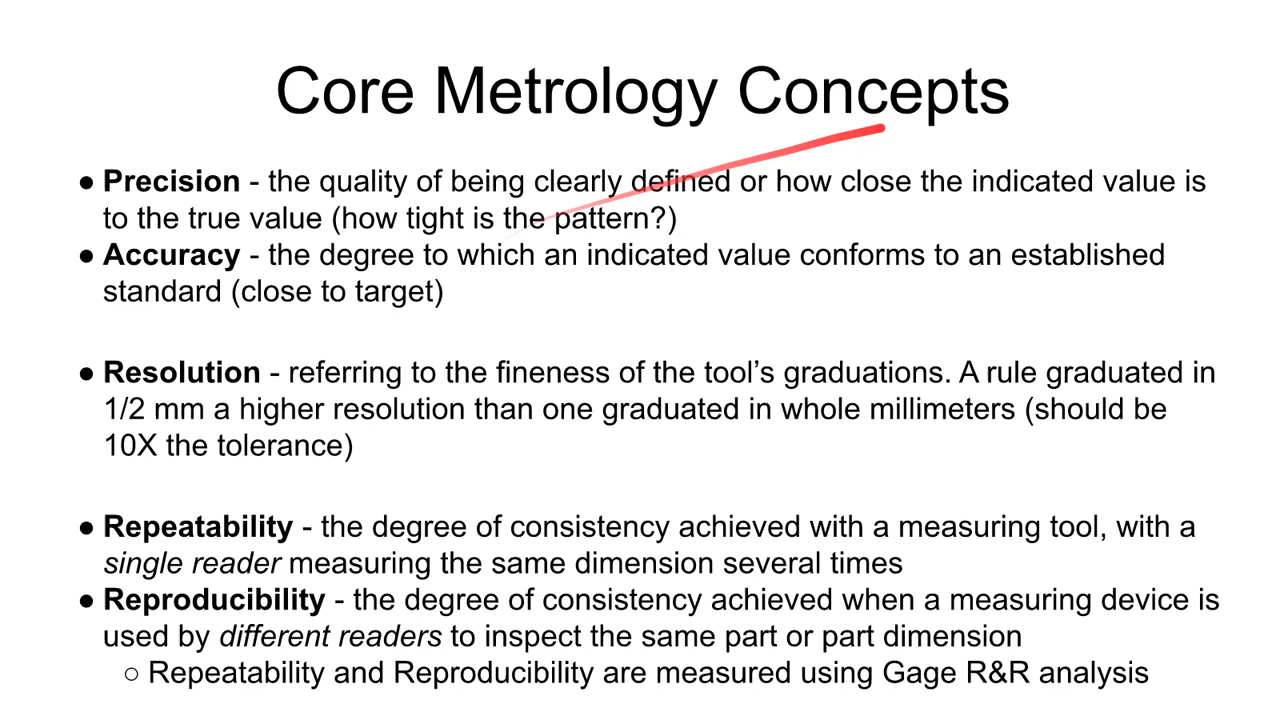 Core Metrology Concepts
● Precision - the quality of being clearly defined or how close the indicated value is
to the true value (how tight is the pattern?)
● Accuracy - the degree to which an indicated value conforms to an established
standard (close to target)
● Resolution - referring to the fineness of the tool’s graduations. A rule graduated in
1/2 mm a higher resolution than one graduated in whole millimeters (should be
10X the tolerance)
● Repeatability - the degree of consistency achieved with a measuring tool, with a
single reader measuring the same dimension several times
● Reproducibility - the degree of consistency achieved when a measuring device is
used by different readers to inspect the same part or part dimension
○ Repeatability and Reproducibility are measured using Gage R&R analysis